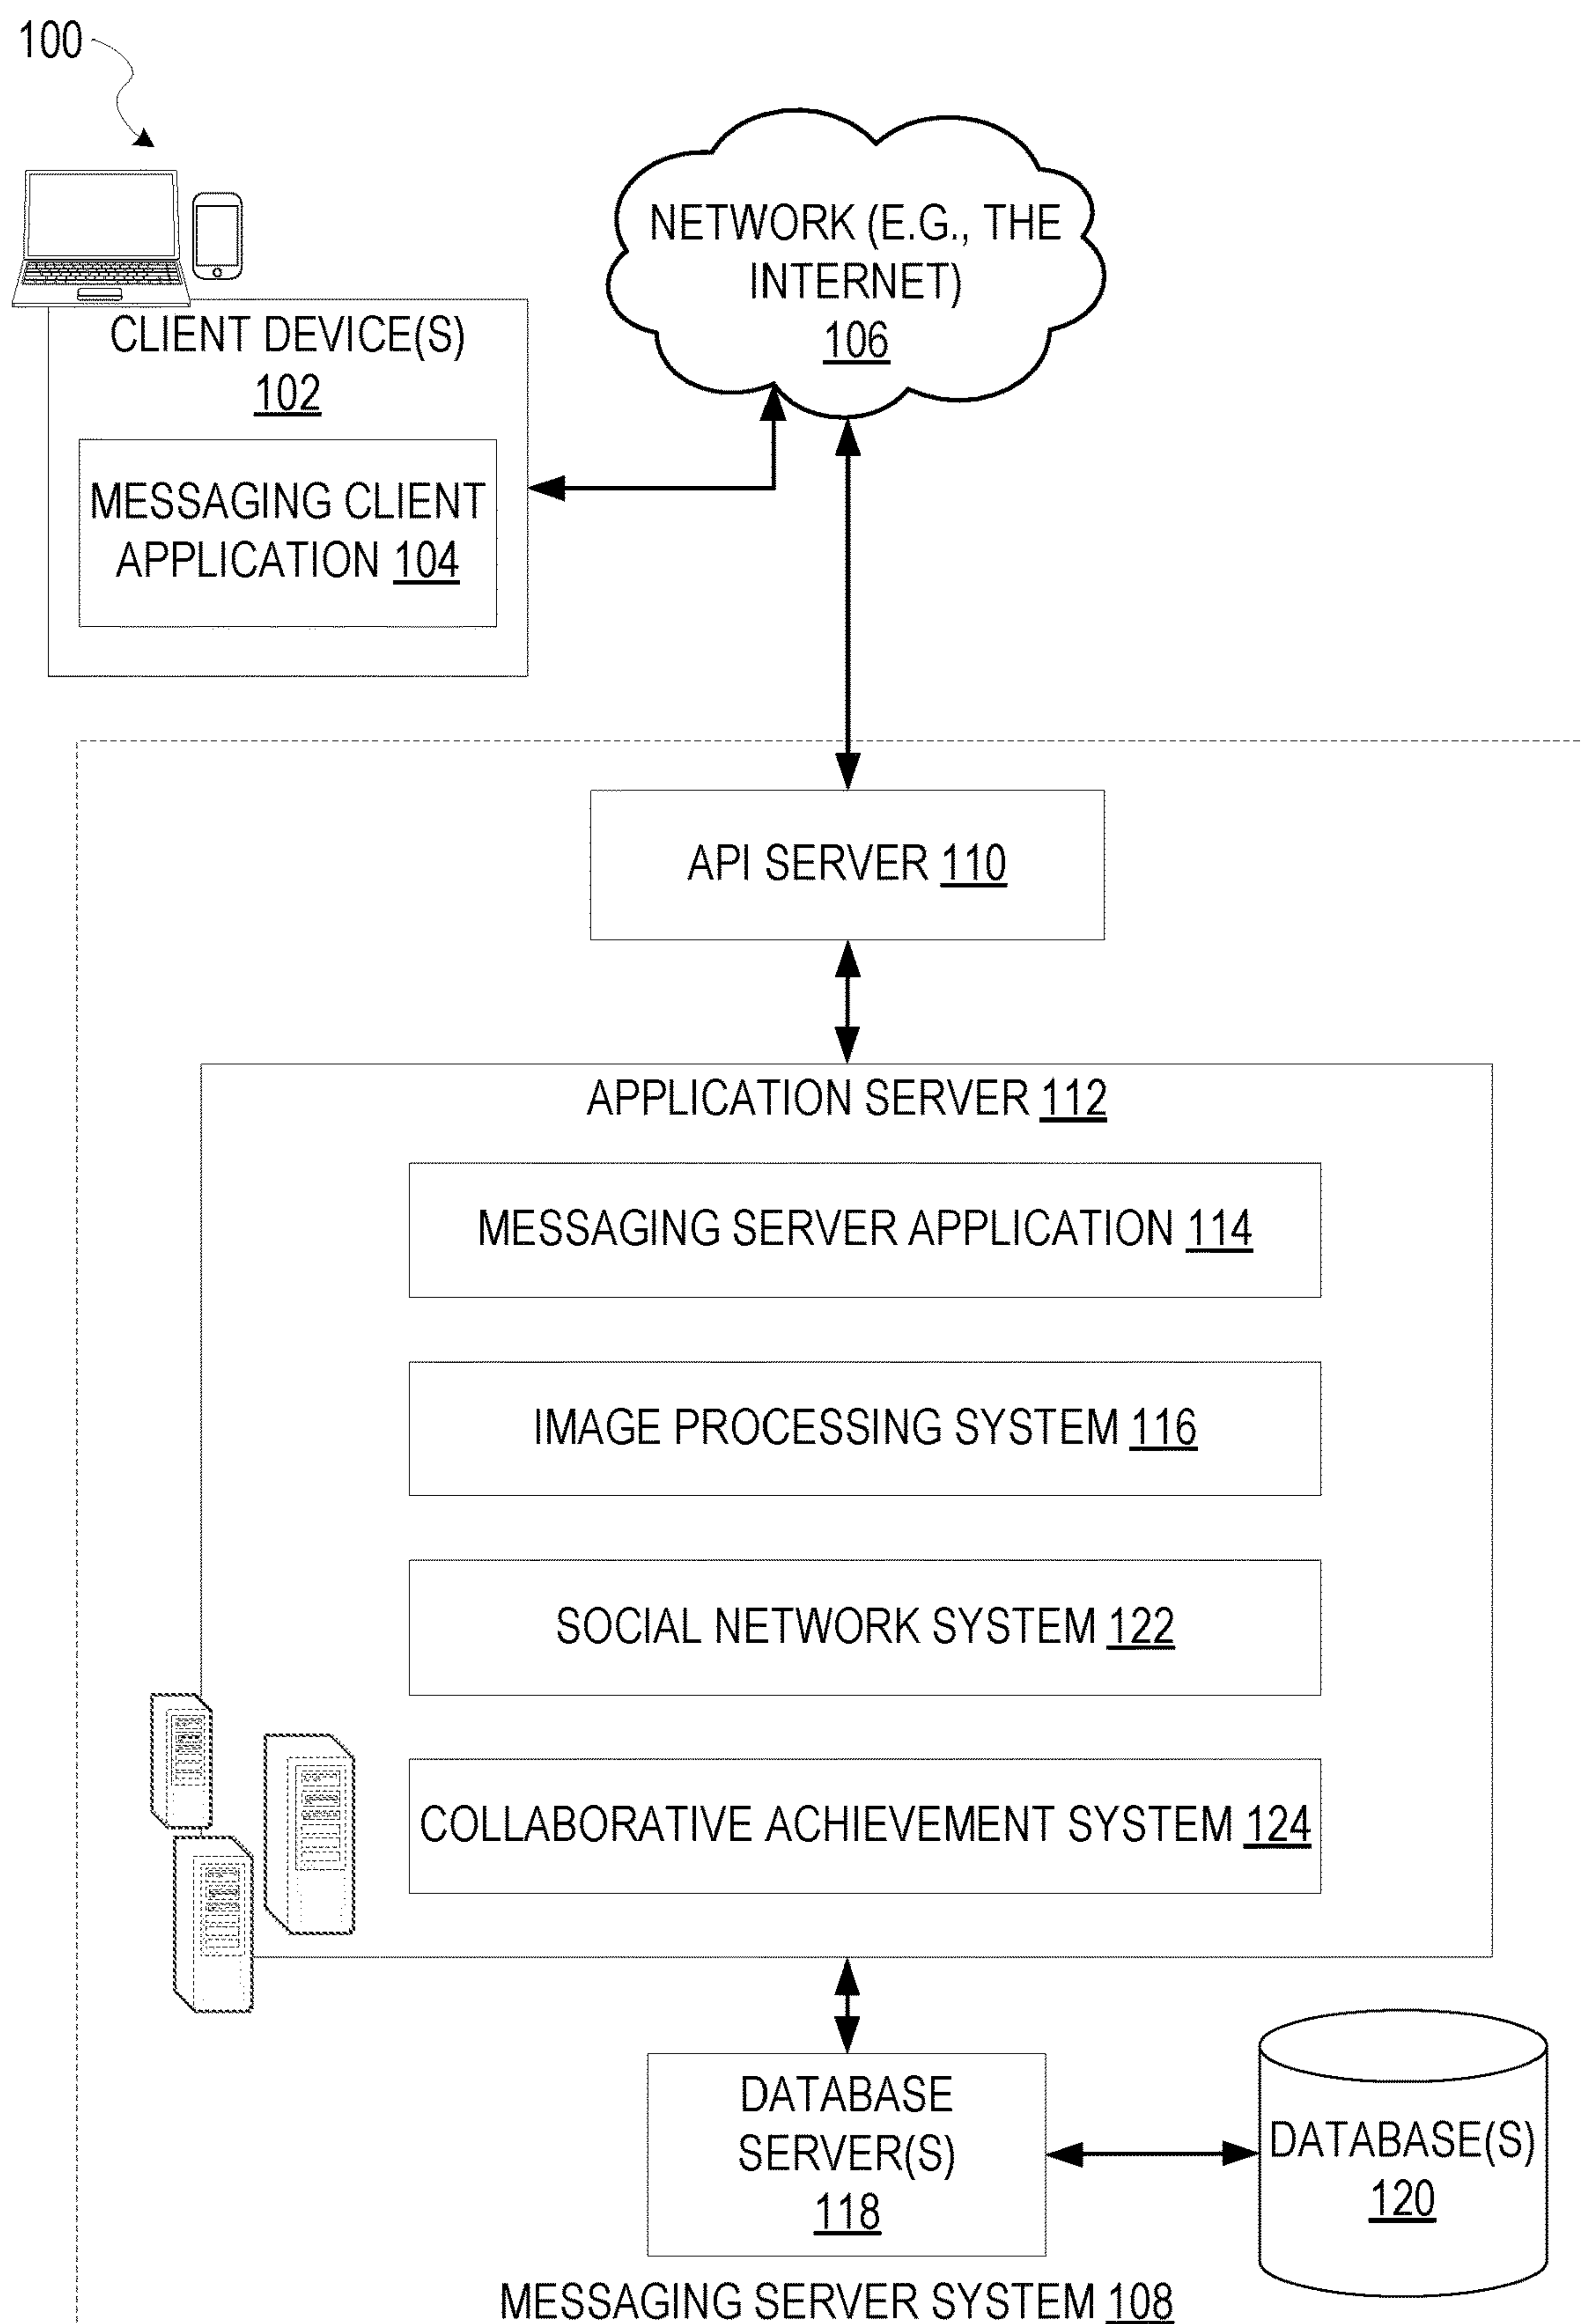 100
NETWORK (E.G., THE
INTERNET)
106
CLIENT DEVICE(S)
102
MESSAGING CLIENT
APPLICATION 104
API SERVER 110
APPLICATION SERVER 112
MESSAGING SERVER APPLICATION 114
IMAGE PROCESSING SYSTEM 116
SOCIAL NETWORK SYSTEM 122
COLLABORATIVE ACHIEVEMENT SYSTEM 124
DATABASE
SERVER(S)
118
DATABASE(S)
120
MESSAGING SERVER SYSTEM 108